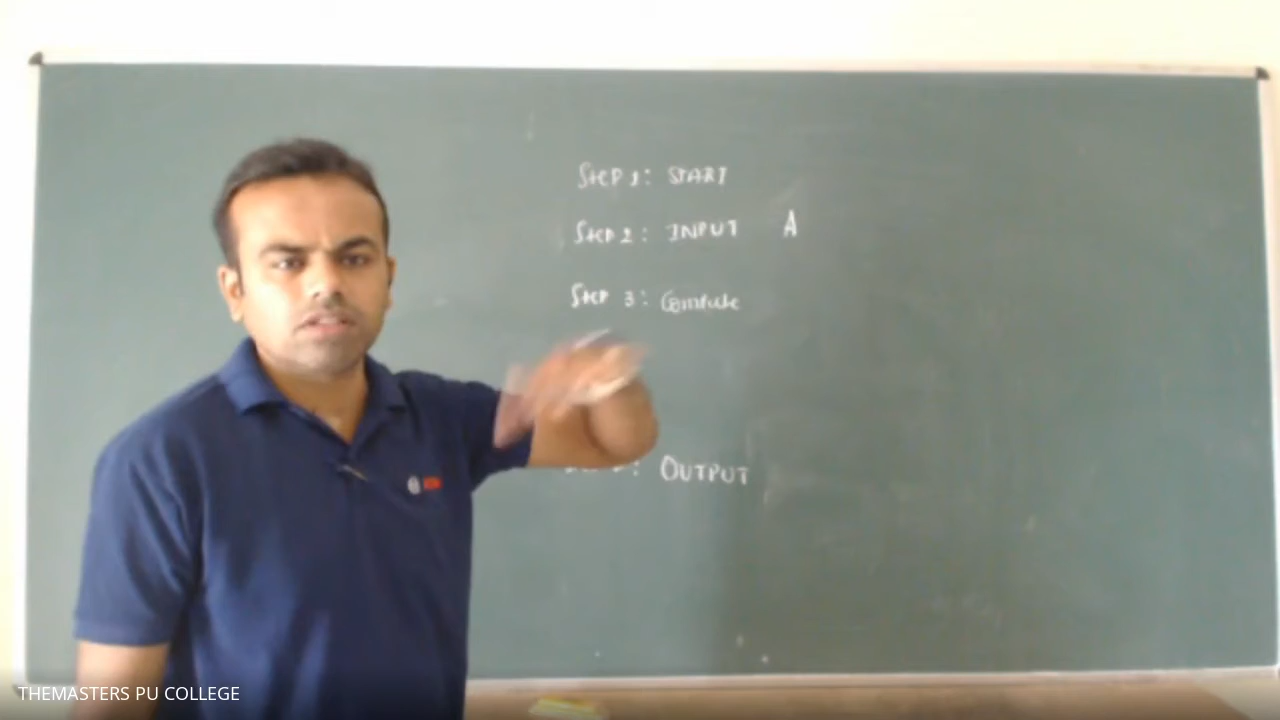 STEP 1: START
STEP 2: INPUT A
STEP 3: Compute
: OUTPUT
THEMASTERS PU COLLEGE